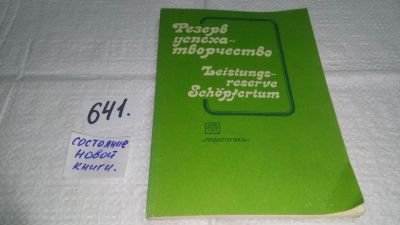 641.
состояние
новой
книги.
Резерв
успеха-
творчество
Leistungs-
reserve
Schöpfertum
«ПЕДАГОГИКА»